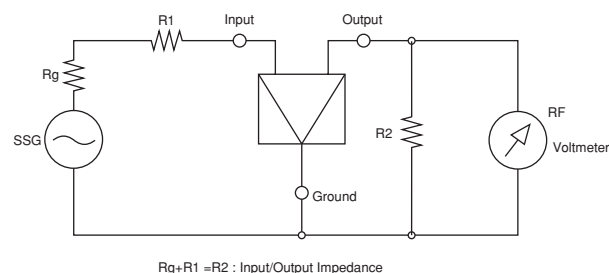 R1
Input
Output
Rg
SSG
R2
RF
Voltmeter
Ground
Rg+R1 =R2 : Input/Output Impedance